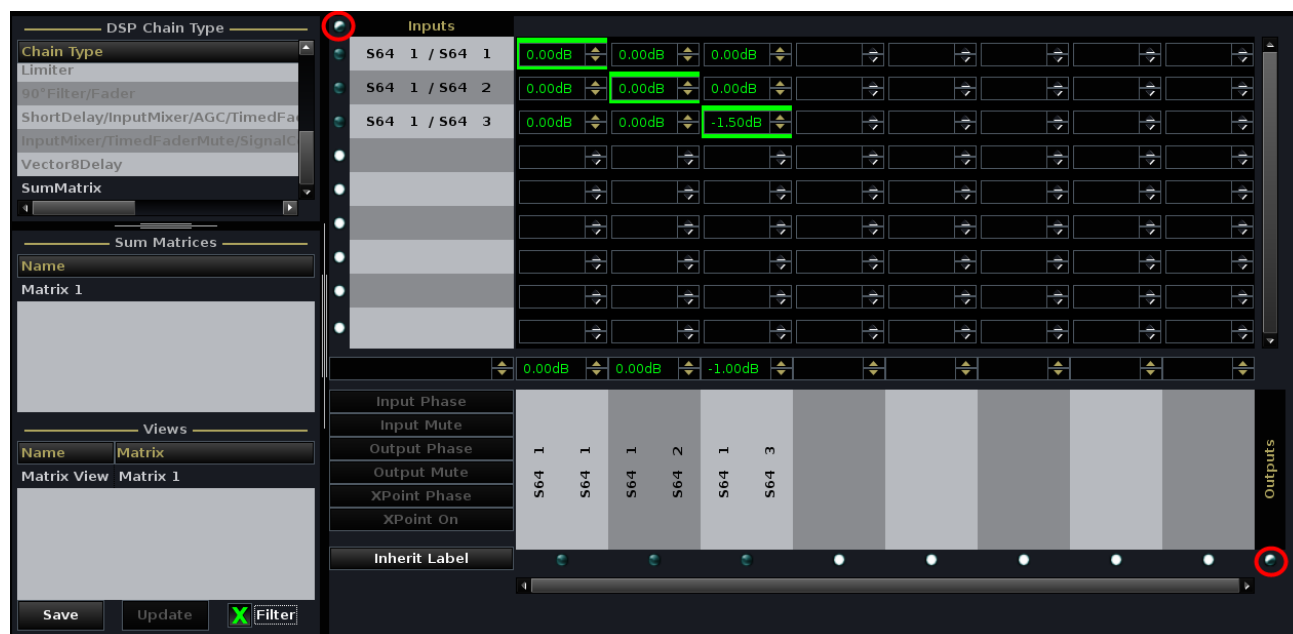 DSP Chain Type
Chain Type
Limiter
90°Filter/Fader
ShortDelay/InputMixer/AGC/TimedFa
InputMixer/TimedFaderMute/SignalC
Vector8Delay
SumMatrix
Sum Matrices
Name
Matrix 1
Views
Name Matrix
Matrix View Matrix 1
Save Update X Filter
Inputs
S64 1 / S64 1 0.00dB 0.00dB 0.00dB
S64 1 / S64 2 0.00dB 0.00dB 0.00dB
S64 1 / S64 3 0.00dB 0.00dB -1.50dB
0.00dB 0.00dB -1.00dB
Input Phase
Input Mute
Output Phase
Output Mute
XPoint Phase
XPoint On
Inherit Label
S64 1
S64 1
S64 1
S64 2
S64 1
S64 3
Outputs